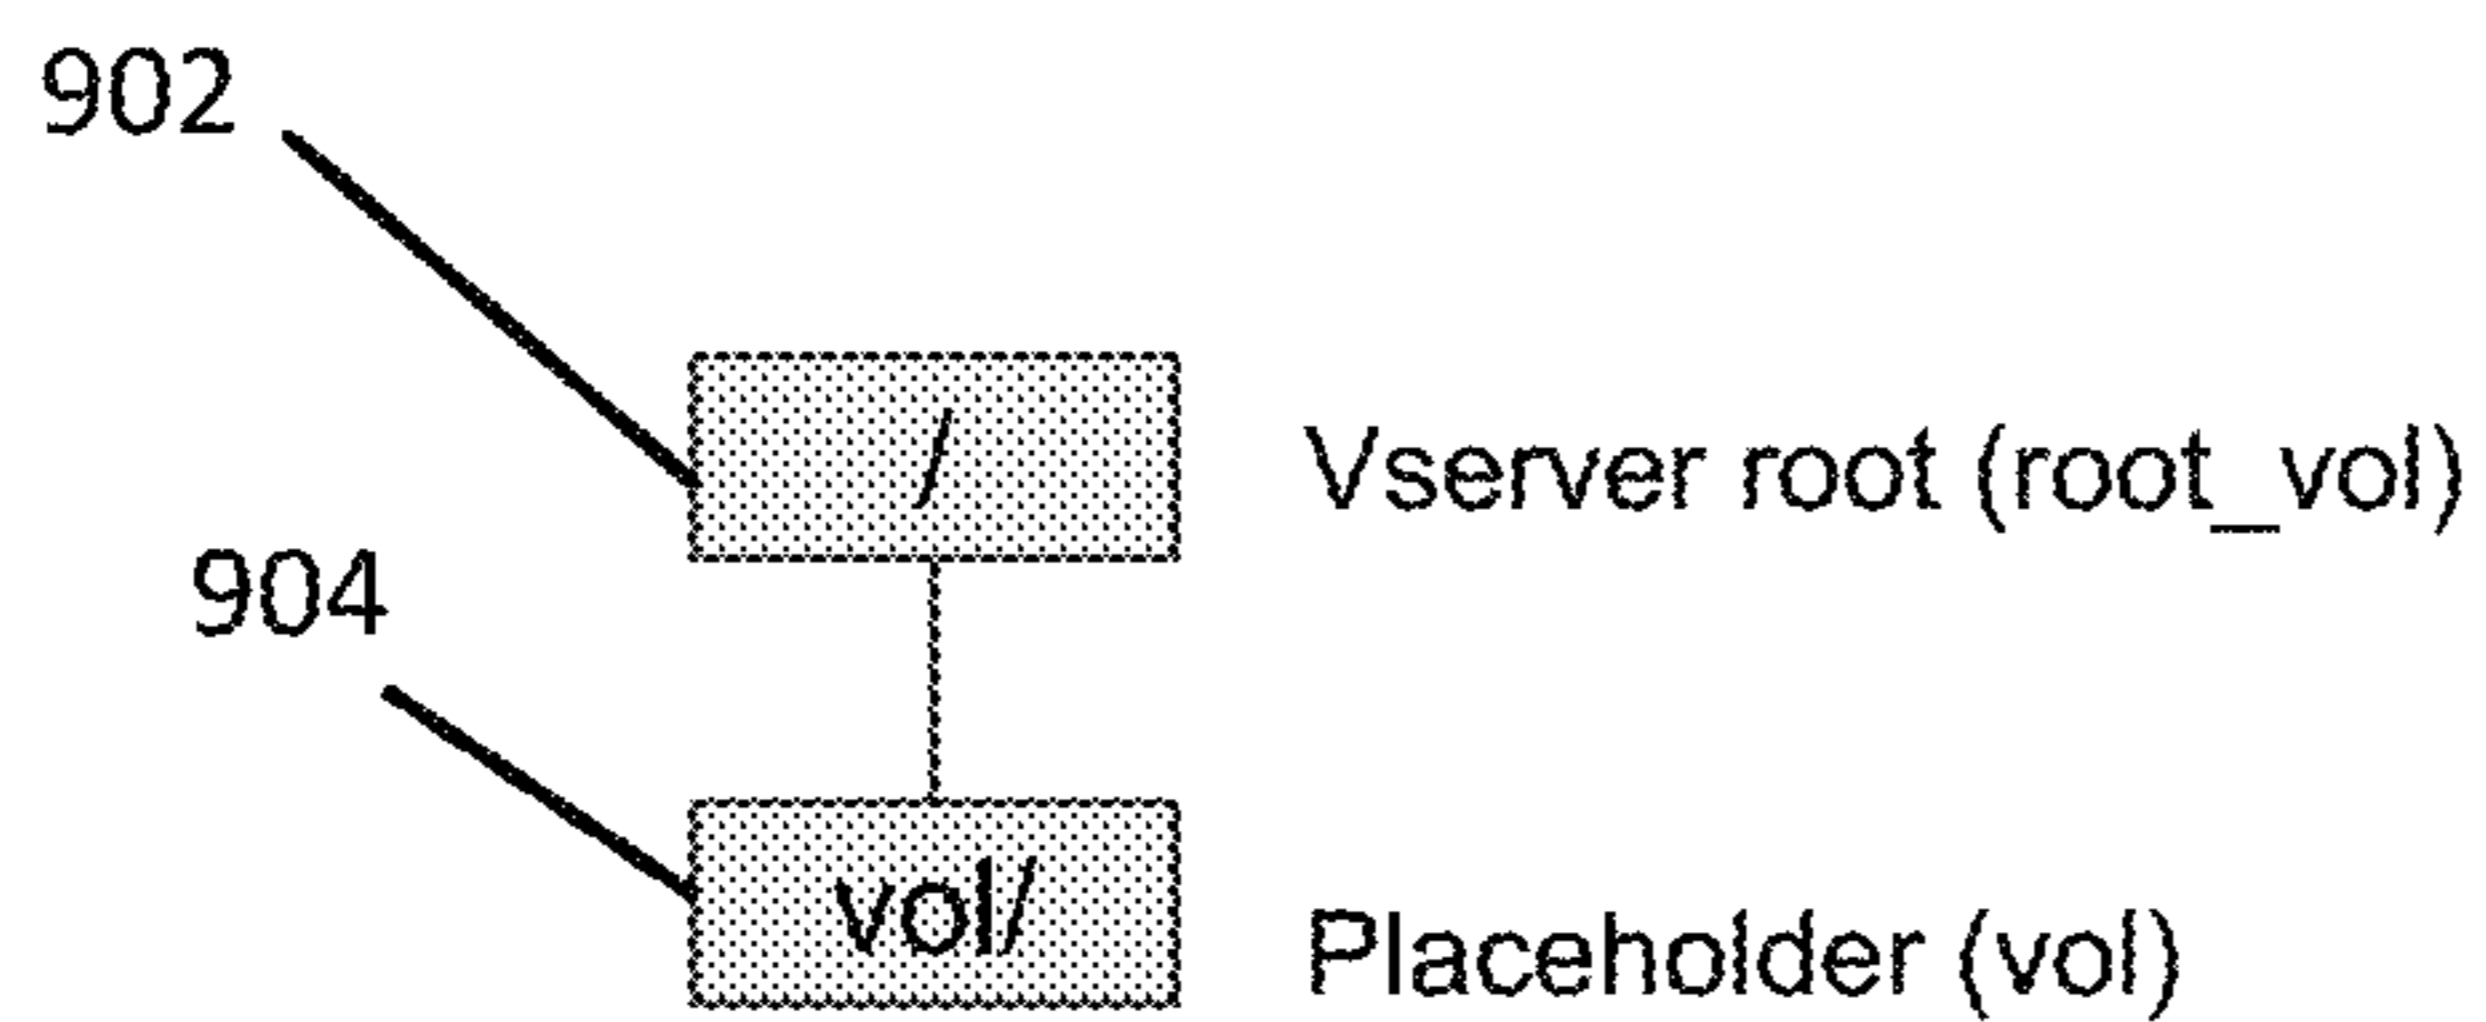 902
/
Vserver root (root_vol)
904
vol/
Placeholder (vol)